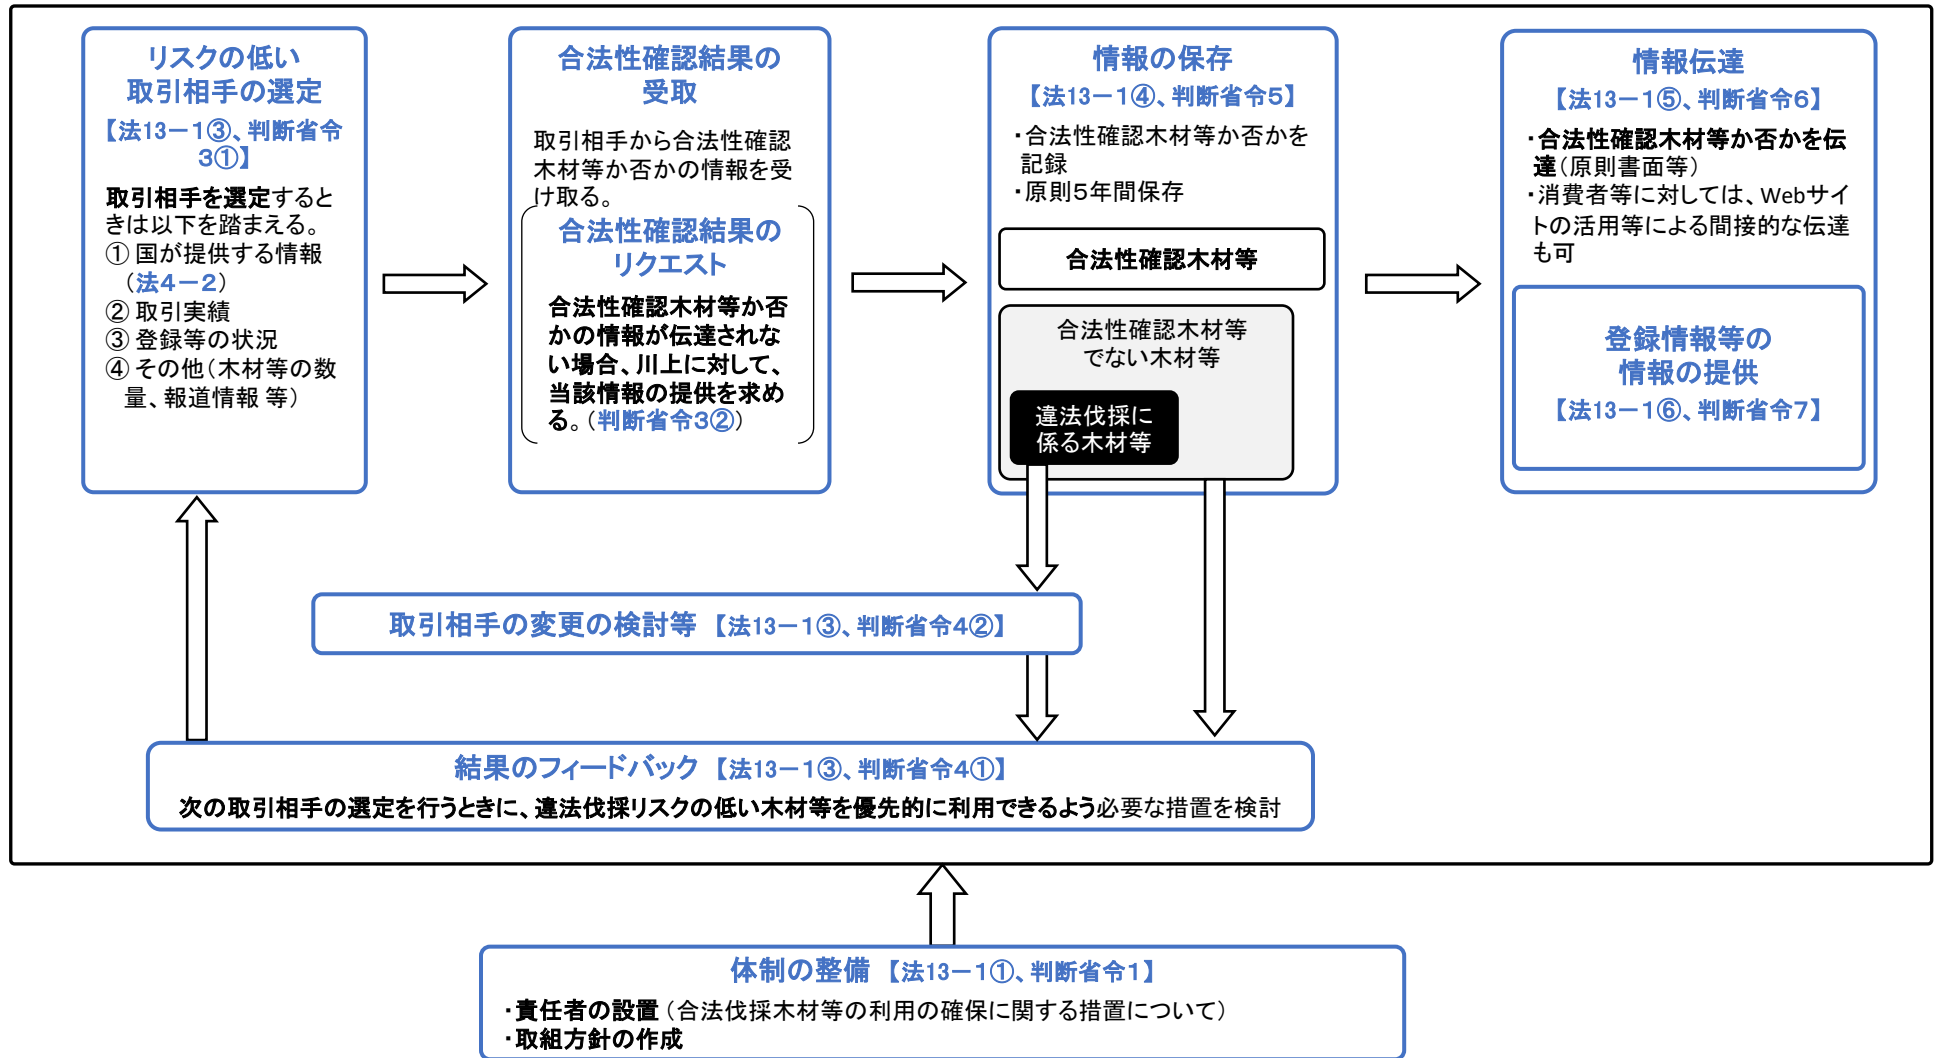 リスクの低い
取引相手の選定
【法13－1③、判断省令
3①】
取引相手を選定すると
きは以下を踏まえる。
① 国が提供する情報
（法4－2）
② 取引実績
③ 登録等の状況
④ その他（木材等の数
量、報道情報 等）
合法性確認結果の
受取
取引相手から合法性確認
木材等か否かの情報を受
け取る。
合法性確認結果の
リクエスト
合法性確認木材等か否
かの情報が伝達されな
い場合、川上に対して、
当該情報の提供を求め
る。（判断省令3②）
情報の保存
【法13－1④、判断省令5】
・合法性確認木材等か否かを
記録
・原則5年間保存
合法性確認木材等
合法性確認木材等
でない木材等
違法伐採に
係る木材等
情報伝達
【法13－1⑤、判断省令6】
・合法性確認木材等か否かを伝
達（原則書面等）
・消費者等に対しては、Webサイ
トの活用等による間接的な伝達
も可
登録情報等の
情報の提供
【法13－1⑥、判断省令7】
取引相手の変更の検討等 【法13－1③、判断省令4②】
結果のフィードバック 【法13－1③、判断省令4①】
次の取引相手の選定を行うときに、違法伐採リスクの低い木材等を優先的に利用できるよう必要な措置を検討
体制の整備 【法13－1①、判断省令1】
・責任者の設置（合法伐採木材等の利用の確保に関する措置について）
・取組方針の作成